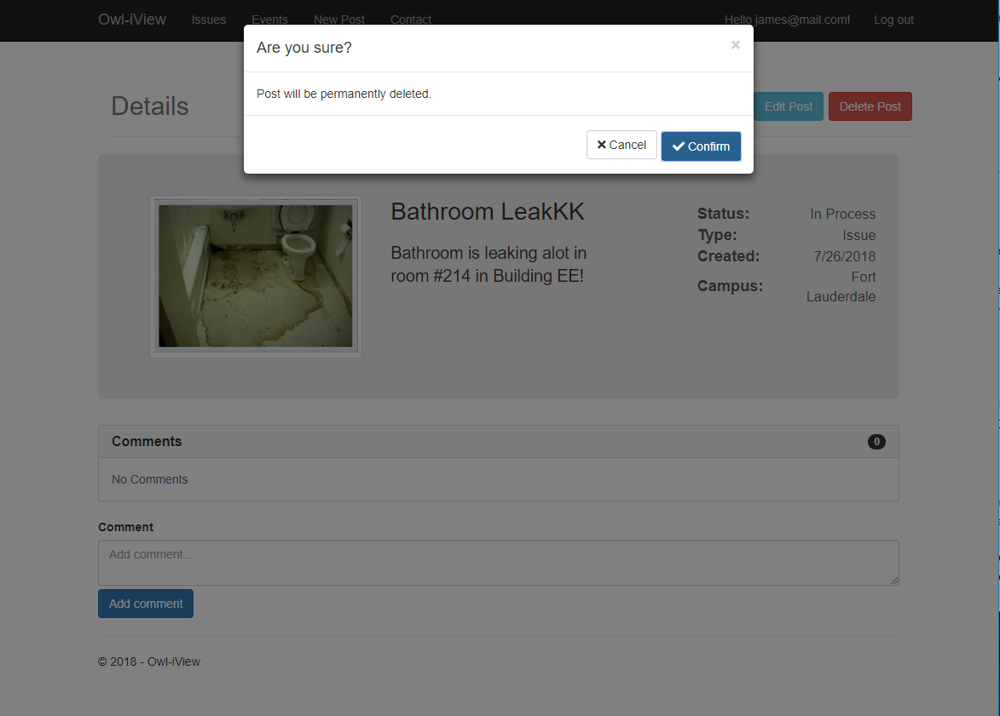 Owl-iView Issues Events New Post Contact Hello james@mail.com! Log out
Are you sure? ×
Post will be permanently deleted.
Cancel Confirm
Details Edit Post Delete Post
Bathroom LeakKK
Bathroom is leaking alot in
room #214 in Building EE!
Status: In Process
Type: Issue
Created: 7/26/2018
Campus: Fort
Lauderdale
Comments 0
No Comments
Comment
Add comment...
Add comment
© 2018 - Owl-iView